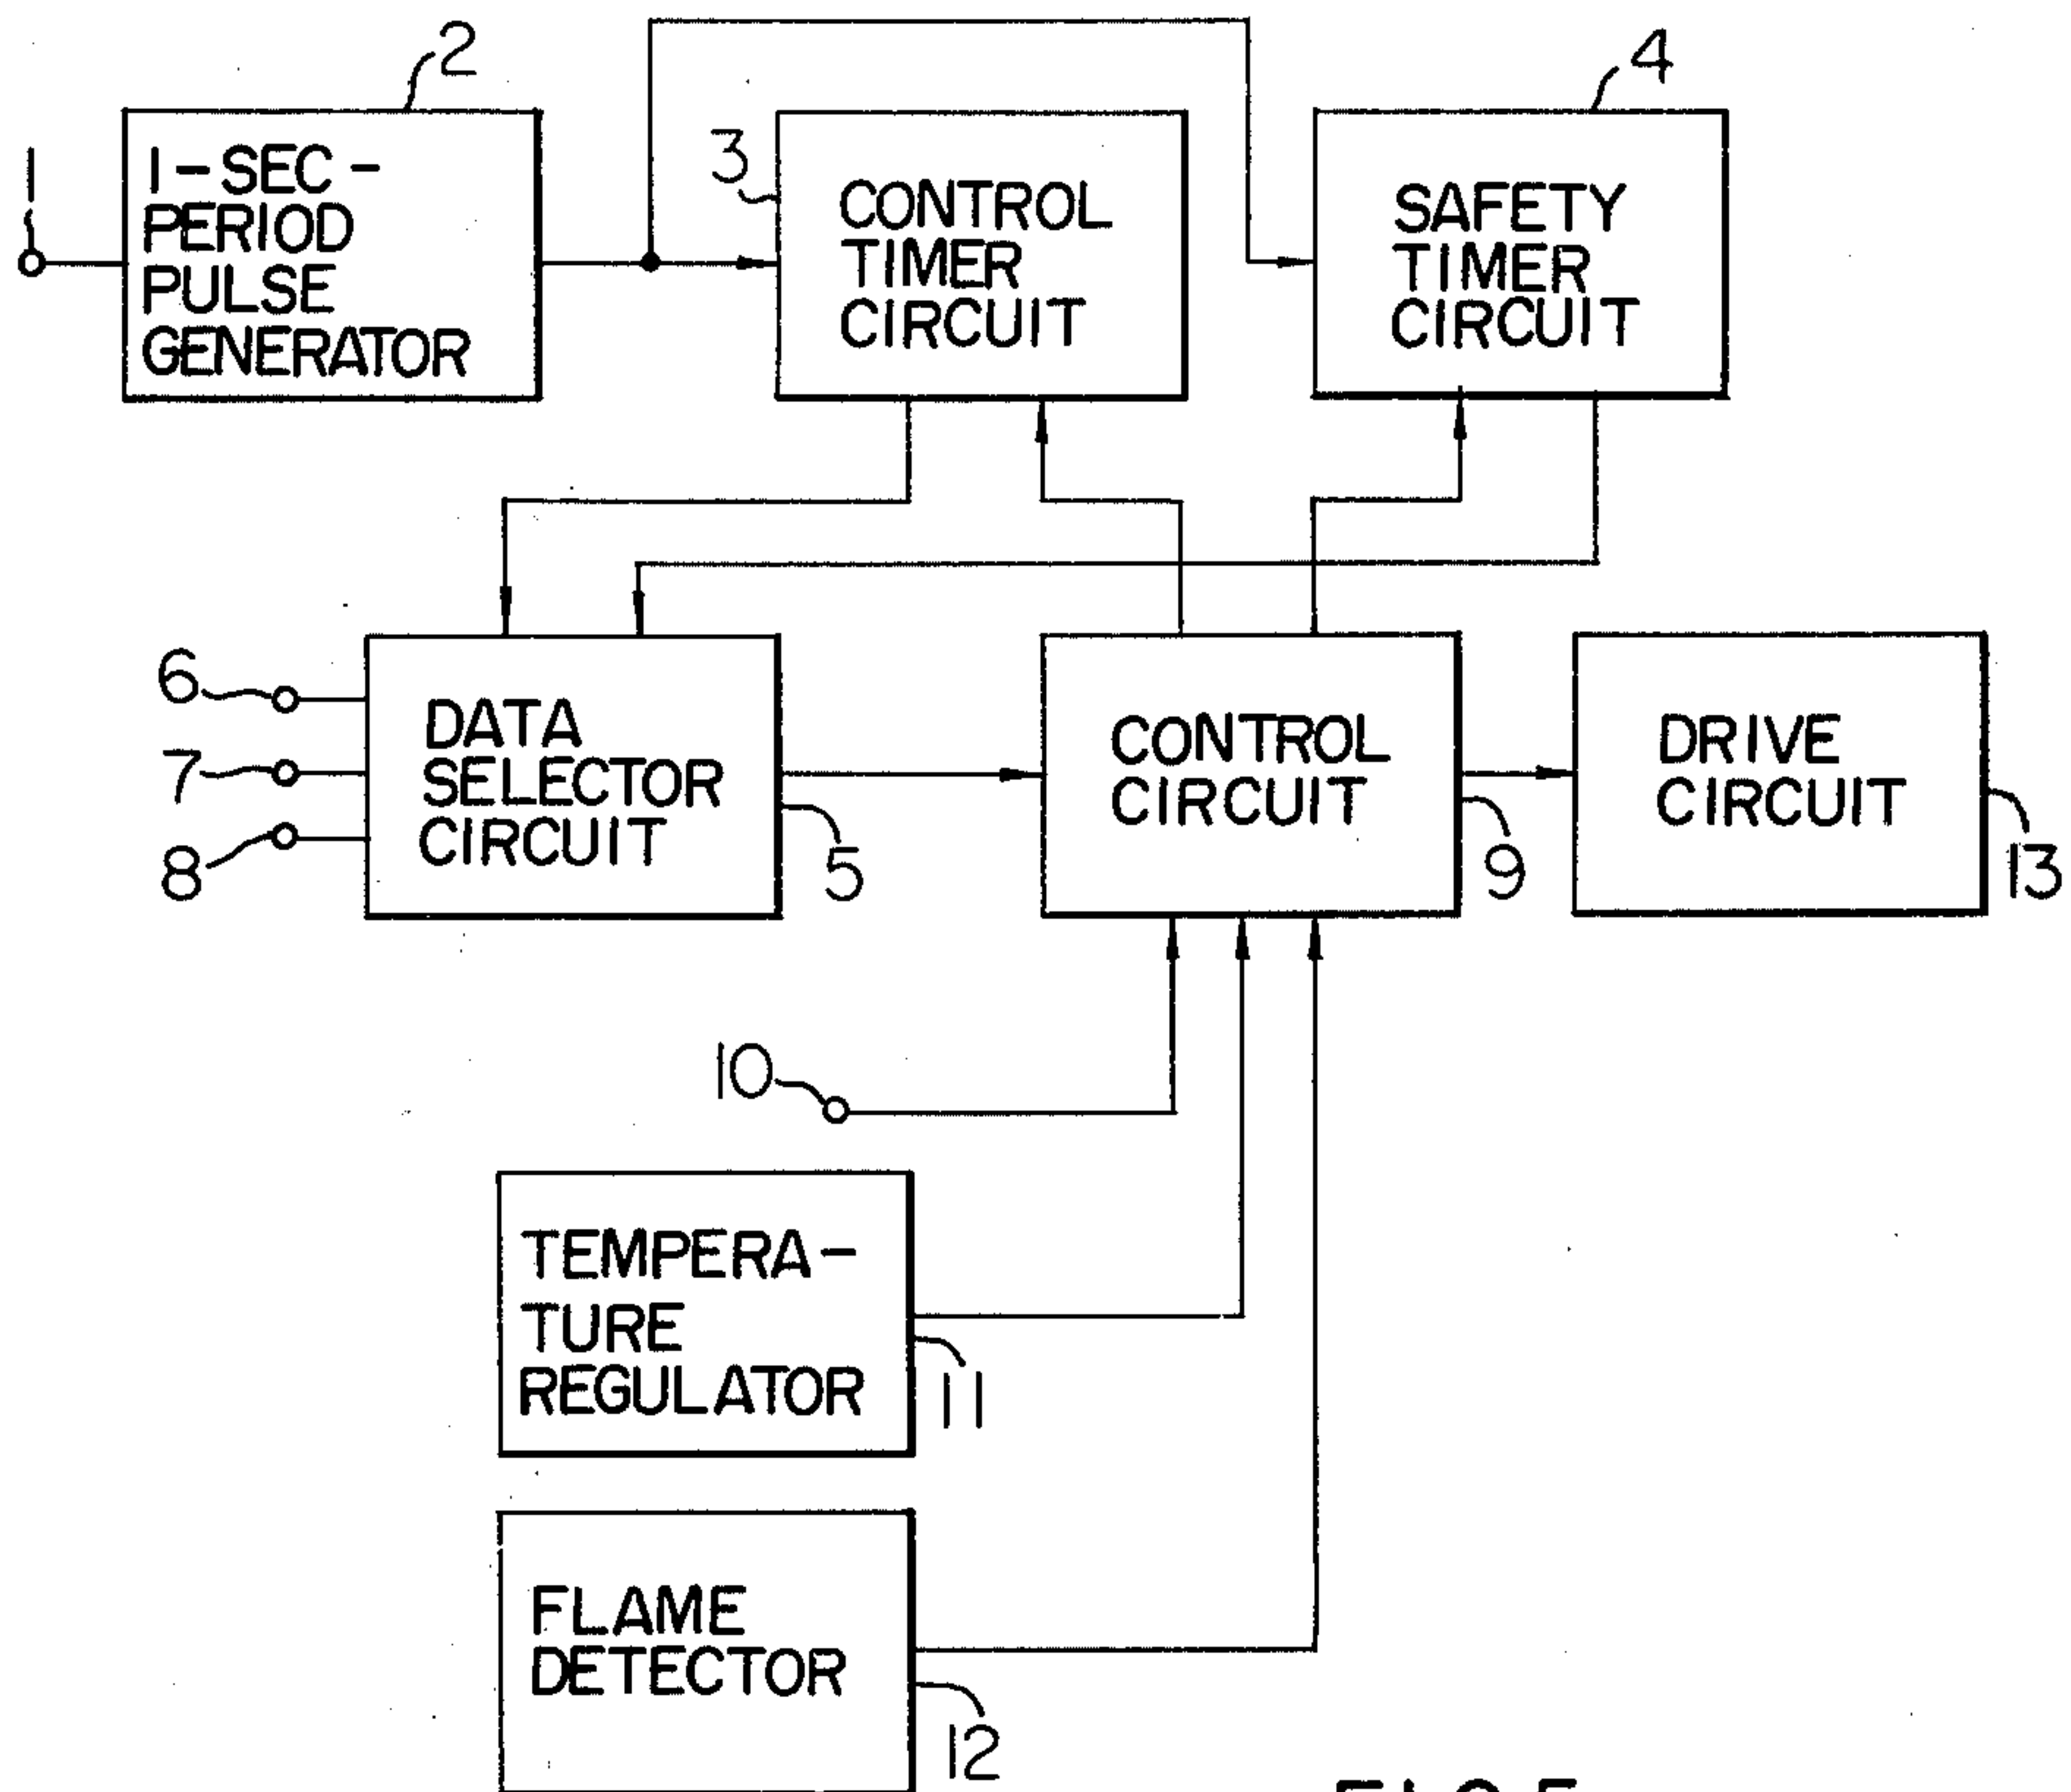 2
4
1
1-SEC-
PERIOD
PULSE
GENERATOR
3
CONTROL
TIMER
CIRCUIT
SAFETY
TIMER
CIRCUIT
6
7
8
DATA
SELECTOR
CIRCUIT
5
CONTROL
CIRCUIT
9
DRIVE
CIRCUIT
13
10
TEMPERA-
TURE
REGULATOR
11
FLAME
DETECTOR
12